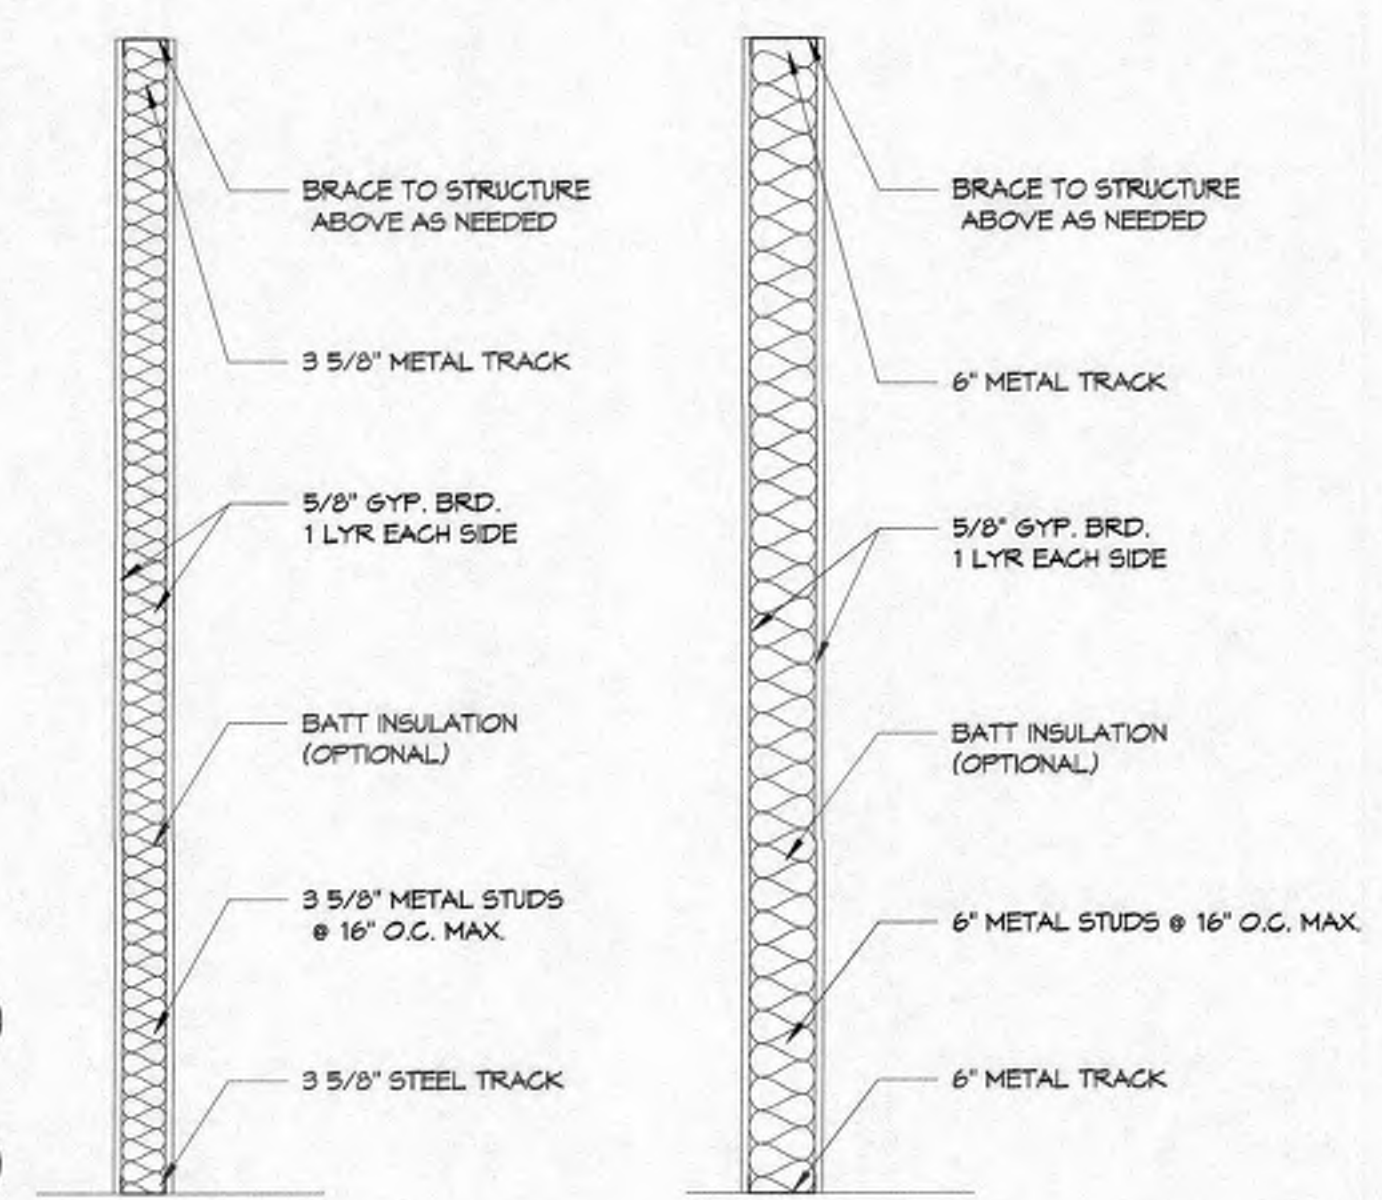 BRACE TO STRUCTURE
ABOVE AS NEEDED
3 5/8" METAL TRACK
5/8" GYP. BRD.
1 LYR EACH SIDE
BATT INSULATION
(OPTIONAL)
3 5/8" METAL STUDS
@ 16" O.C. MAX.
3 5/8" STEEL TRACK
BRACE TO STRUCTURE
ABOVE AS NEEDED
6" METAL TRACK
5/8" GYP. BRD.
1 LYR EACH SIDE
BATT INSULATION
(OPTIONAL)
6" METAL STUDS @ 16" O.C. MAX.
6" METAL TRACK